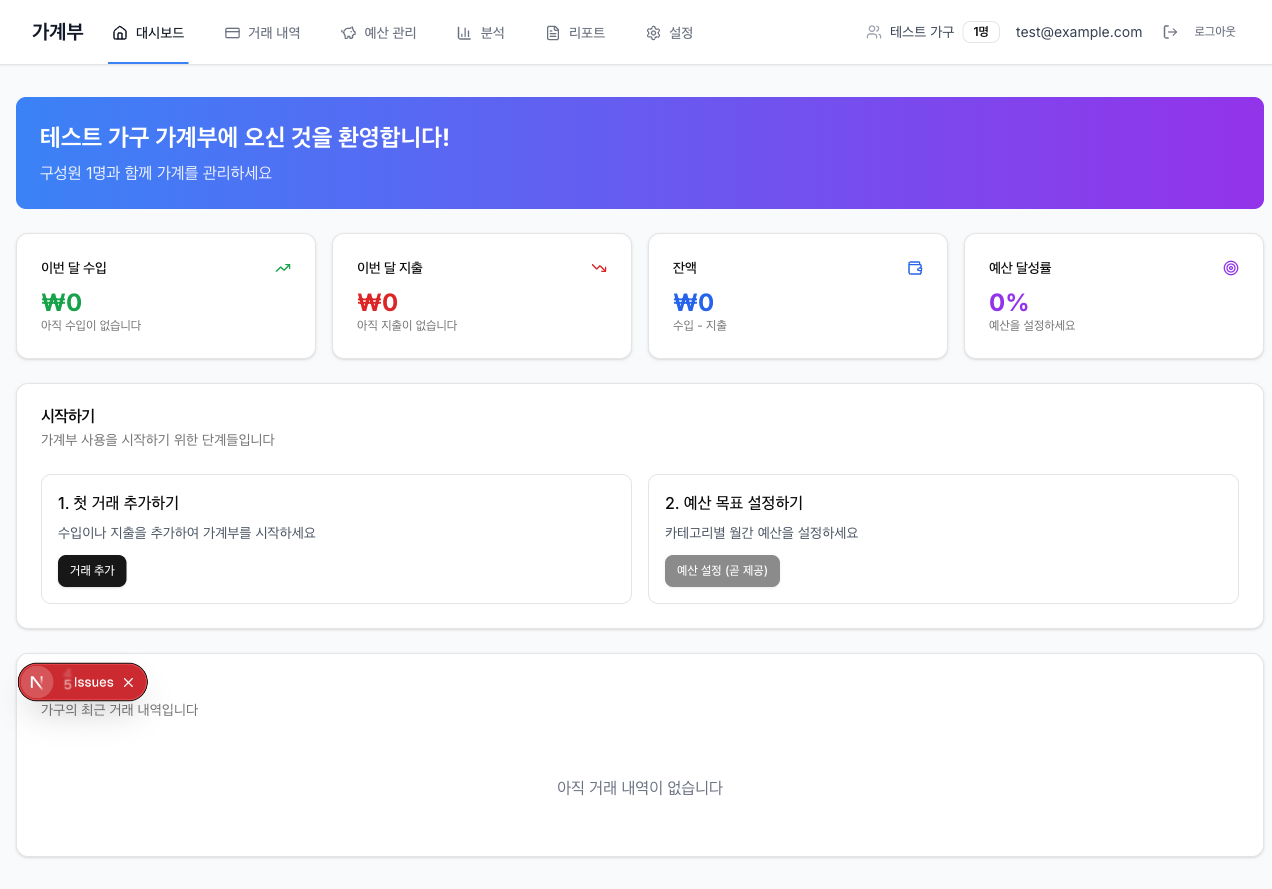 가계부
대시보드
거래 내역
예산 관리
분석
리포트
설정
테스트 가구
1명
test@example.com
로그아웃
테스트 가구 가계부에 오신 것을 환영합니다!
구성원 1명과 함께 가계를 관리하세요
이번 달 수입
₩0
아직 수입이 없습니다
이번 달 지출
₩0
아직 지출이 없습니다
잔액
₩0
수입 - 지출
예산 달성률
0%
예산을 설정하세요
시작하기
가계부 사용을 시작하기 위한 단계들입니다
1. 첫 거래 추가하기
수입이나 지출을 추가하여 가계부를 시작하세요
거래 추가
2. 예산 목표 설정하기
카테고리별 월간 예산을 설정하세요
예산 설정 (곧 제공)
N
5 Issues
가구의 최근 거래 내역입니다
아직 거래 내역이 없습니다